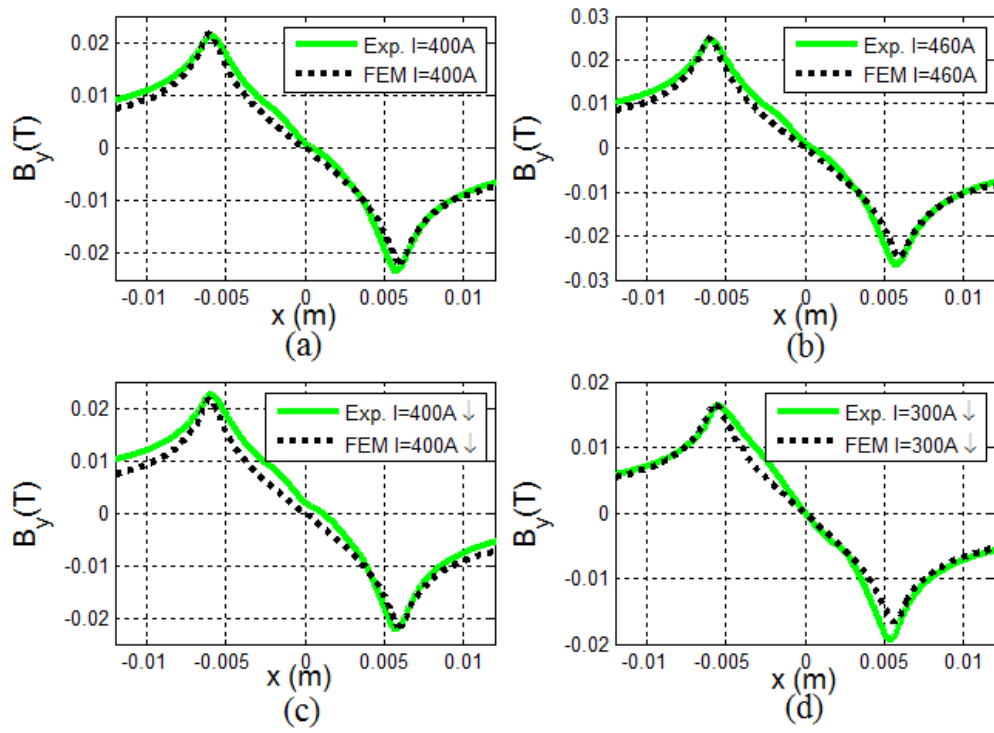 0.02
0.01
0
-0.01
-0.02
B_y(T)
Exp. I=400A
FEM I=400A
-0.01 -0.005 0 0.005 0.01
x (m)
(a)
0.03
0.02
0.01
0
-0.01
-0.02
0.03
B_y(T)
Exp. I=460A
FEM I=460A
-0.01 -0.005 0 0.005 0.01
x (m)
(b)
0.02
0.01
0
-0.01
-0.02
B_y(T)
Exp. I=400A ↓
FEM I=400A ↓
-0.01 -0.005 0 0.005 0.01
x (m)
(c)
0.02
0.01
0
-0.01
0.02
B_y(T)
Exp. I=300A ↓
FEM I=300A ↓
-0.01 -0.005 0 0.005 0.01
x (m)
(d)